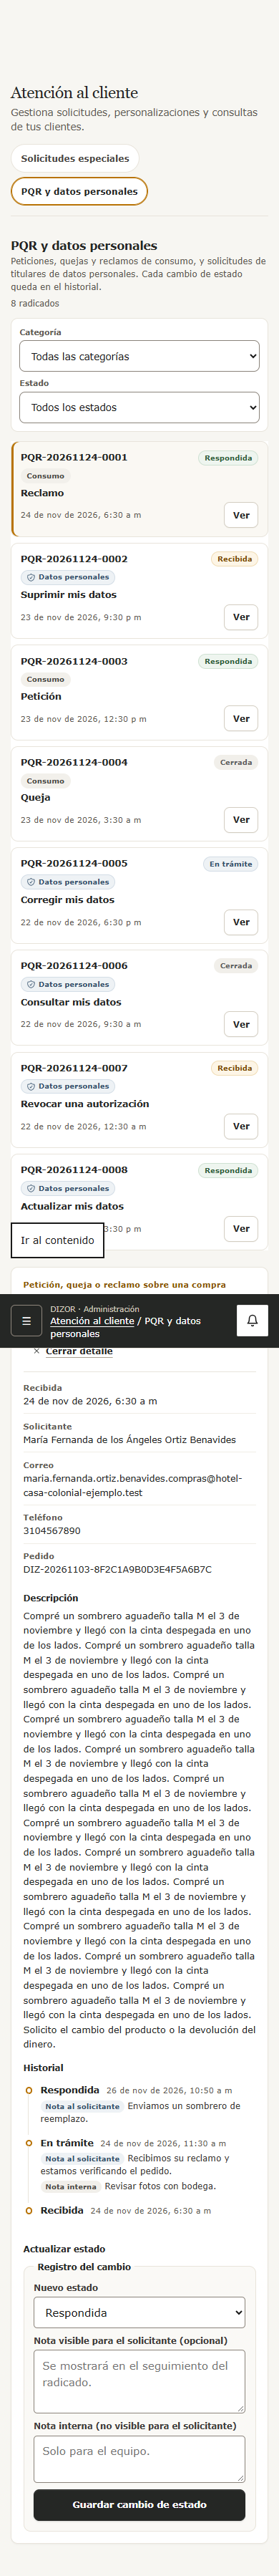 Atención al cliente
Gestiona solicitudes, personalizaciones y consultas
de tus clientes.
Solicitudes especiales
PQR y datos personales
PQR y datos personales
Peticiones, quejas y reclamos de consumo, y solicitudes de
titulares de datos personales. Cada cambio de estado
queda en el historial.
8 radicados
Categoría
Todas las categorías
Estado
Todos los estados
PQR-20261124-0001
Respondida
Consumo
Reclamo
24 de nov de 2026, 6:30 a m
Ver
PQR-20261124-0002
Recibida
Datos personales
Suprimir mis datos
23 de nov de 2026, 9:30 p m
Ver
PQR-20261124-0003
Respondida
Consumo
Petición
23 de nov de 2026, 12:30 p m
Ver
PQR-20261124-0004
Cerrada
Consumo
Queja
23 de nov de 2026, 3:30 a m
Ver
PQR-20261124-0005
En trámite
Datos personales
Corregir mis datos
22 de nov de 2026, 6:30 p m
Ver
PQR-20261124-0006
Cerrada
Datos personales
Consultar mis datos
22 de nov de 2026, 9:30 a m
Ver
PQR-20261124-0007
Recibida
Datos personales
Revocar una autorización
22 de nov de 2026, 12:30 a m
Ver
PQR-20261124-0008
Respondida
Datos personales
Actualizar mis datos
3:30 p m
Ver
Ir al contenido
Petición, queja o reclamo sobre una compra
DIZOR · Administración
Atención al cliente / PQR y datos
personales
× Cerrar detalle
Recibida
24 de nov de 2026, 6:30 a m
Solicitante
María Fernanda de los Ángeles Ortiz Benavides
Correo
maria.fernanda.ortiz.benavides.compras@hotel-
casa-colonial-ejemplo.test
Teléfono
3104567890
Pedido
DIZ-20261103-8F2C1A9B0D3E4F5A6B7C
Descripción
Compré un sombrero aguadeño talla M el 3 de
noviembre y llegó con la cinta despegada en uno
de los lados. Compré un sombrero aguadeño talla
M el 3 de noviembre y llegó con la cinta
despegada en uno de los lados. Compré un
sombrero aguadeño talla M el 3 de noviembre y
llegó con la cinta despegada en uno de los lados.
Compré un sombrero aguadeño talla M el 3 de
noviembre y llegó con la cinta despegada en uno
de los lados. Compré un sombrero aguadeño talla
M el 3 de noviembre y llegó con la cinta
despegada en uno de los lados. Compré un
sombrero aguadeño talla M el 3 de noviembre y
llegó con la cinta despegada en uno de los lados.
Compré un sombrero aguadeño talla M el 3 de
noviembre y llegó con la cinta despegada en uno
de los lados. Compré un sombrero aguadeño talla
M el 3 de noviembre y llegó con la cinta
despegada en uno de los lados. Compré un
sombrero aguadeño talla M el 3 de noviembre y
llegó con la cinta despegada en uno de los lados.
Compré un sombrero aguadeño talla M el 3 de
noviembre y llegó con la cinta despegada en uno
de los lados. Compré un sombrero aguadeño talla
M el 3 de noviembre y llegó con la cinta
despegada en uno de los lados. Compré un
sombrero aguadeño talla M el 3 de noviembre y
llegó con la cinta despegada en uno de los lados.
Solicito el cambio del producto o la devolución del
dinero.
Historial
Respondida 26 de nov de 2026, 10:50 a m
Nota al solicitante Enviamos un sombrero de
reemplazo.
En trámite 24 de nov de 2026, 11:30 a m
Nota al solicitante Recibimos su reclamo y
estamos verificando el pedido.
Nota interna Revisar fotos con bodega.
Recibida 24 de nov de 2026, 6:30 a m
Actualizar estado
Registro del cambio
Nuevo estado
Respondida
Nota visible para el solicitante (opcional)
Se mostrará en el seguimiento del
radicado.
Nota interna (no visible para el solicitante)
Solo para el equipo.
Guardar cambio de estado